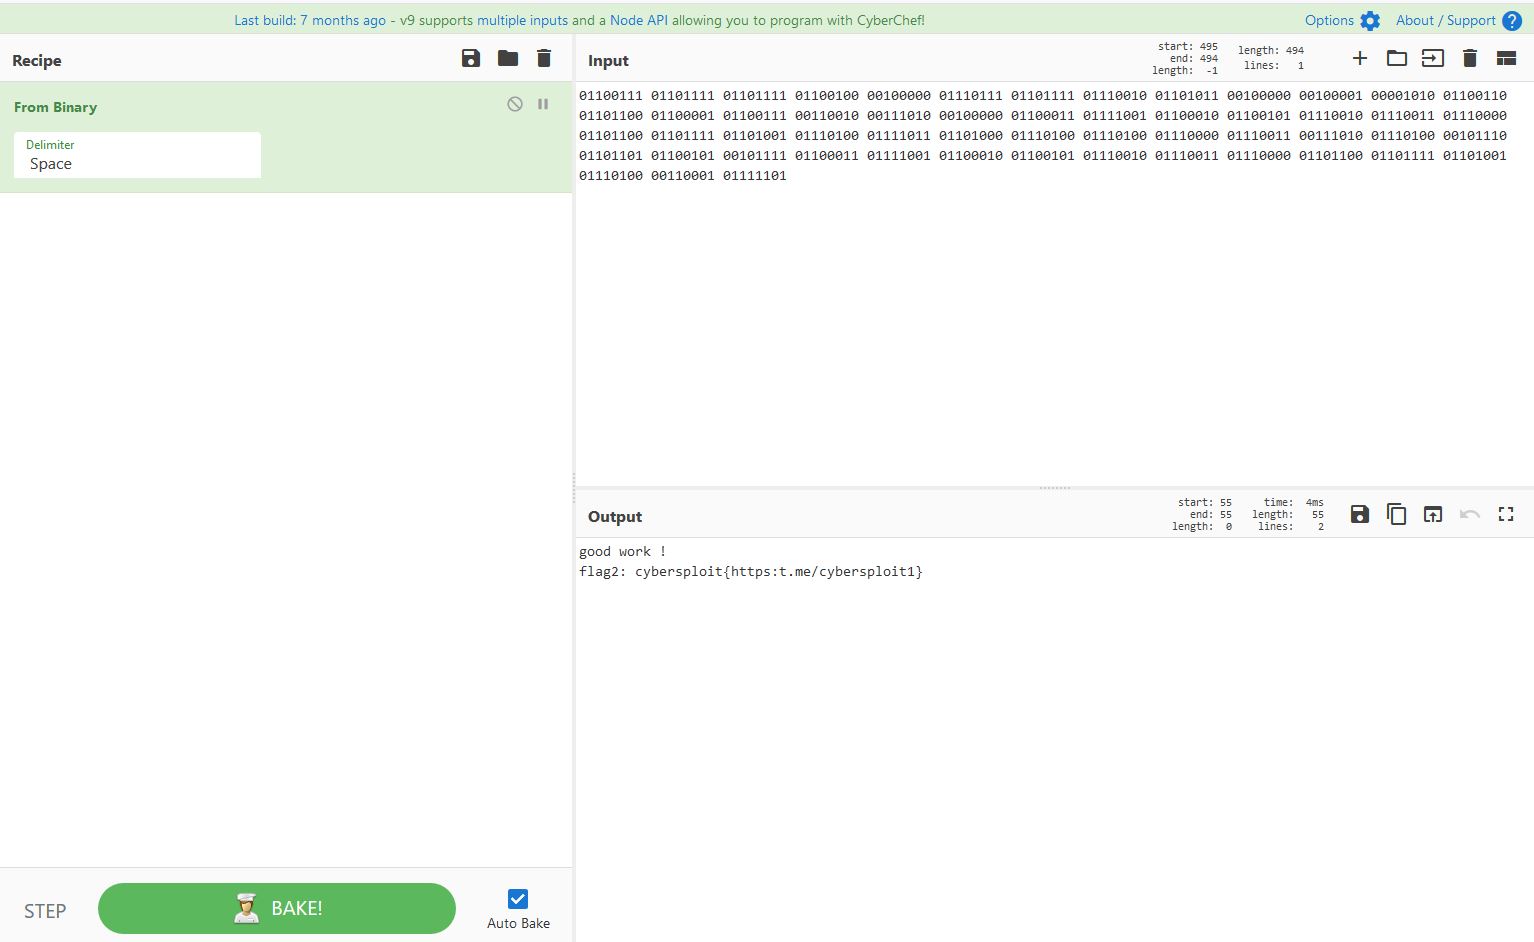 Last build: 7 months ago - v9 supports multiple inputs and a Node API allowing you to program with CyberChef!
Options
About / Support ?
Recipe
From Binary
Delimiter
Space
STEP
BAKE!
Auto Bake
Input
start: 495
end: 494
length: -1
length: 494
lines: 1
01100111 01101111 01101111 01100100 00100000 01110111 01101111 01110010 01101011 00100000 00100001 00001010 01100110
01101100 01100001 01100111 00110010 00111010 00100000 01100011 01111001 01100010 01100101 01110010 01110011 01110000
01101100 01101111 01101001 01110100 01111011 01101000 01110100 01110100 01110000 01110011 00111010 01110100 00101110
01101101 01100101 00101111 01100011 01111001 01100010 01100101 01110010 01110011 01110000 01101100 01101111 01101001
01110100 00110001 01111101
Output
start: 55
end: 55
length: 0
time: 4ms
length: 55
lines: 2
good work !
flag2: cybersploit{https:t.me/cybersploit1}